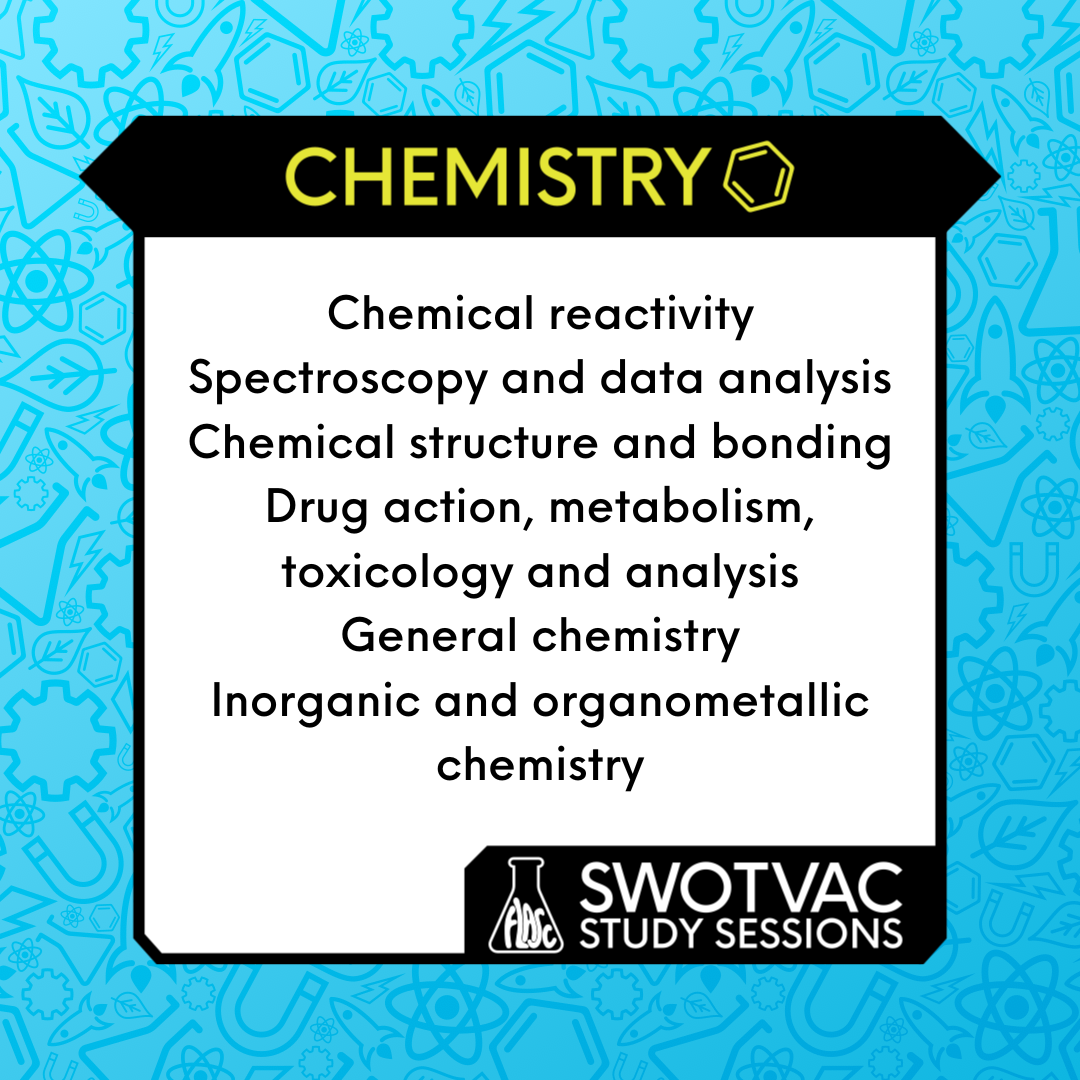 CHEMISTRY
Chemical reactivity
Spectroscopy and data analysis
Chemical structure and bonding
Drug action, metabolism,
toxicology and analysis
General chemistry
Inorganic and organometallic
chemistry
FLASC
SWOTVAC
STUDY SESSIONS